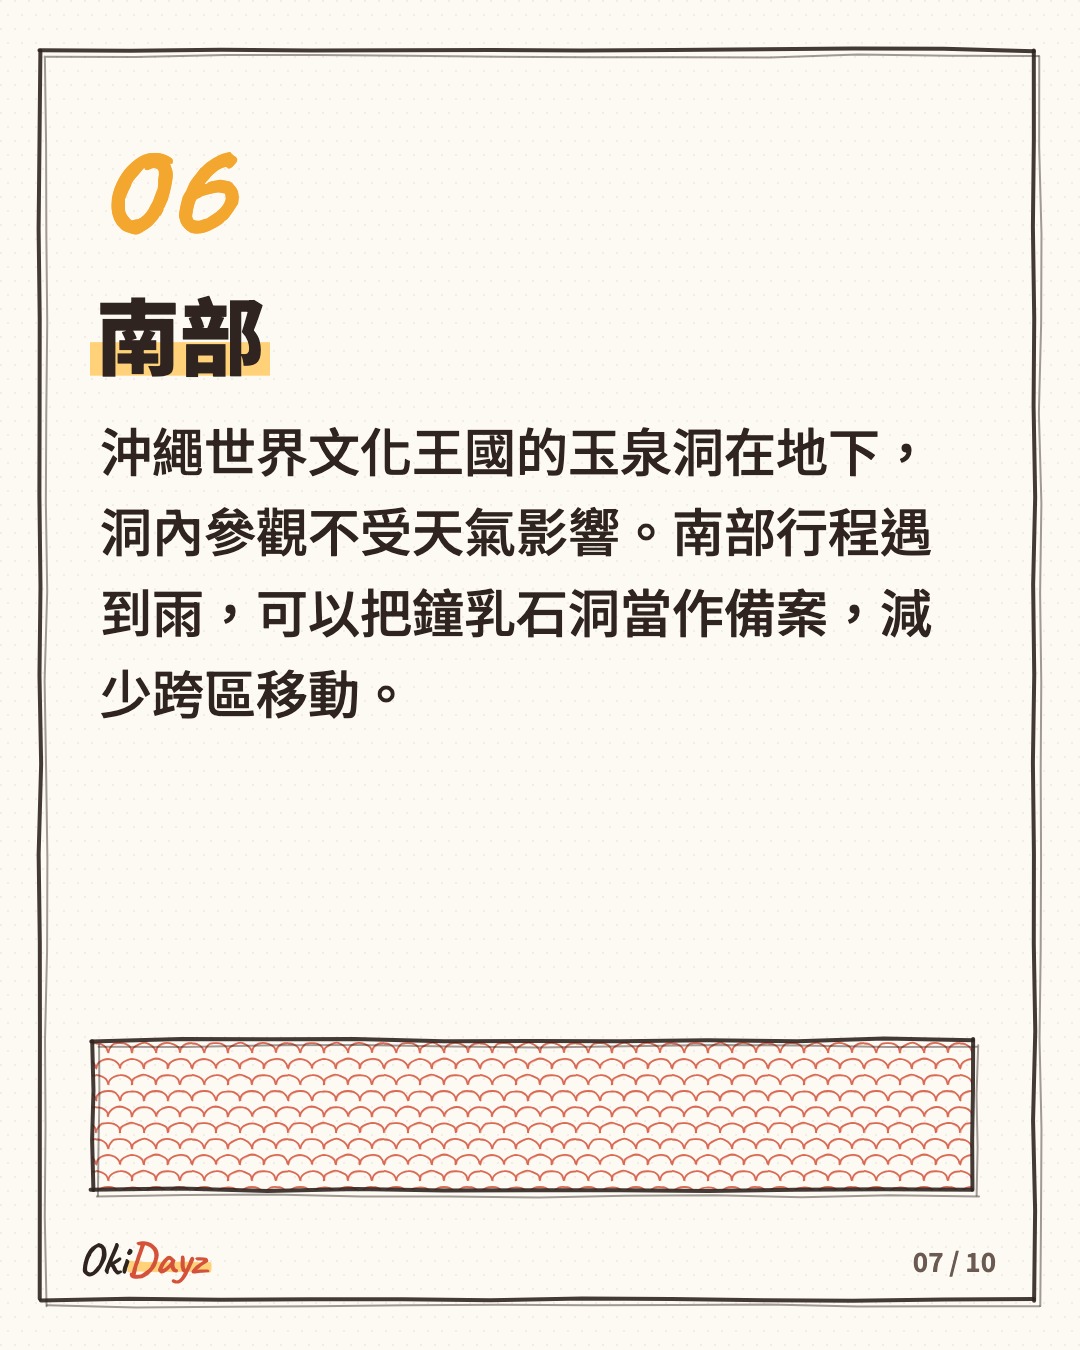 06
南部
沖繩世界文化王國的玉泉洞在地下，
洞內參觀不受天氣影響。南部行程遇
到雨，可以把鐘乳石洞當作備案，減
少跨區移動。
OkiDayz
07 / 10